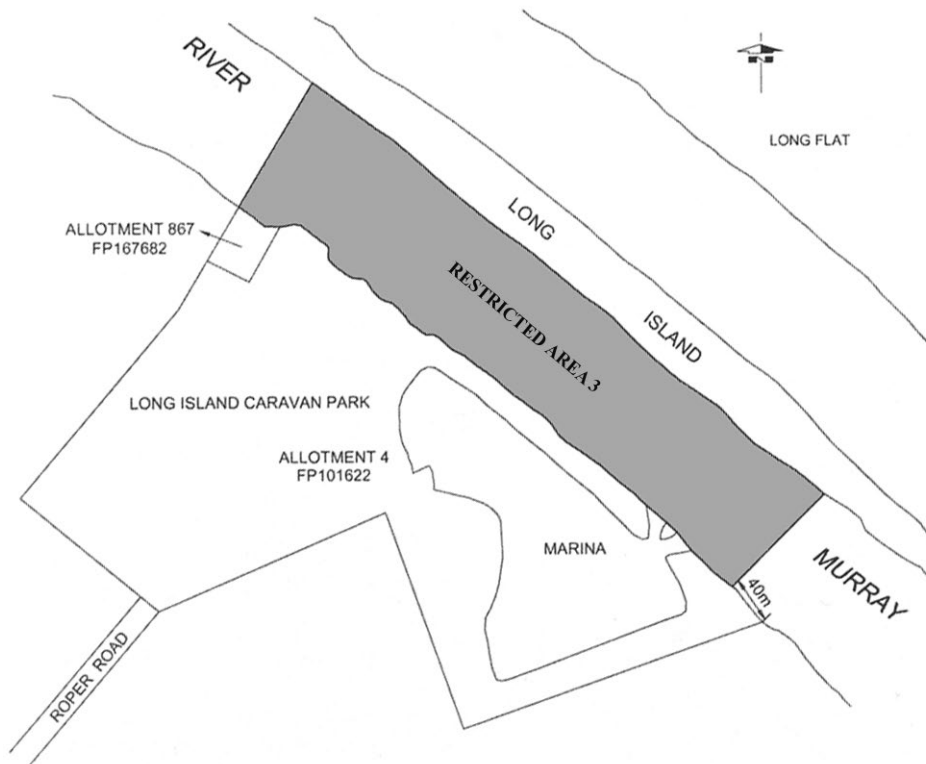 RIVER
LONG FLAT
ALLOTMENT 867
FP167682
LONG
ISLAND
RESTRICTED AREA 3
LONG ISLAND CARAVAN PARK
ALLOTMENT 4
FP101622
MARINA
MURRAY
40m
ROPER ROAD